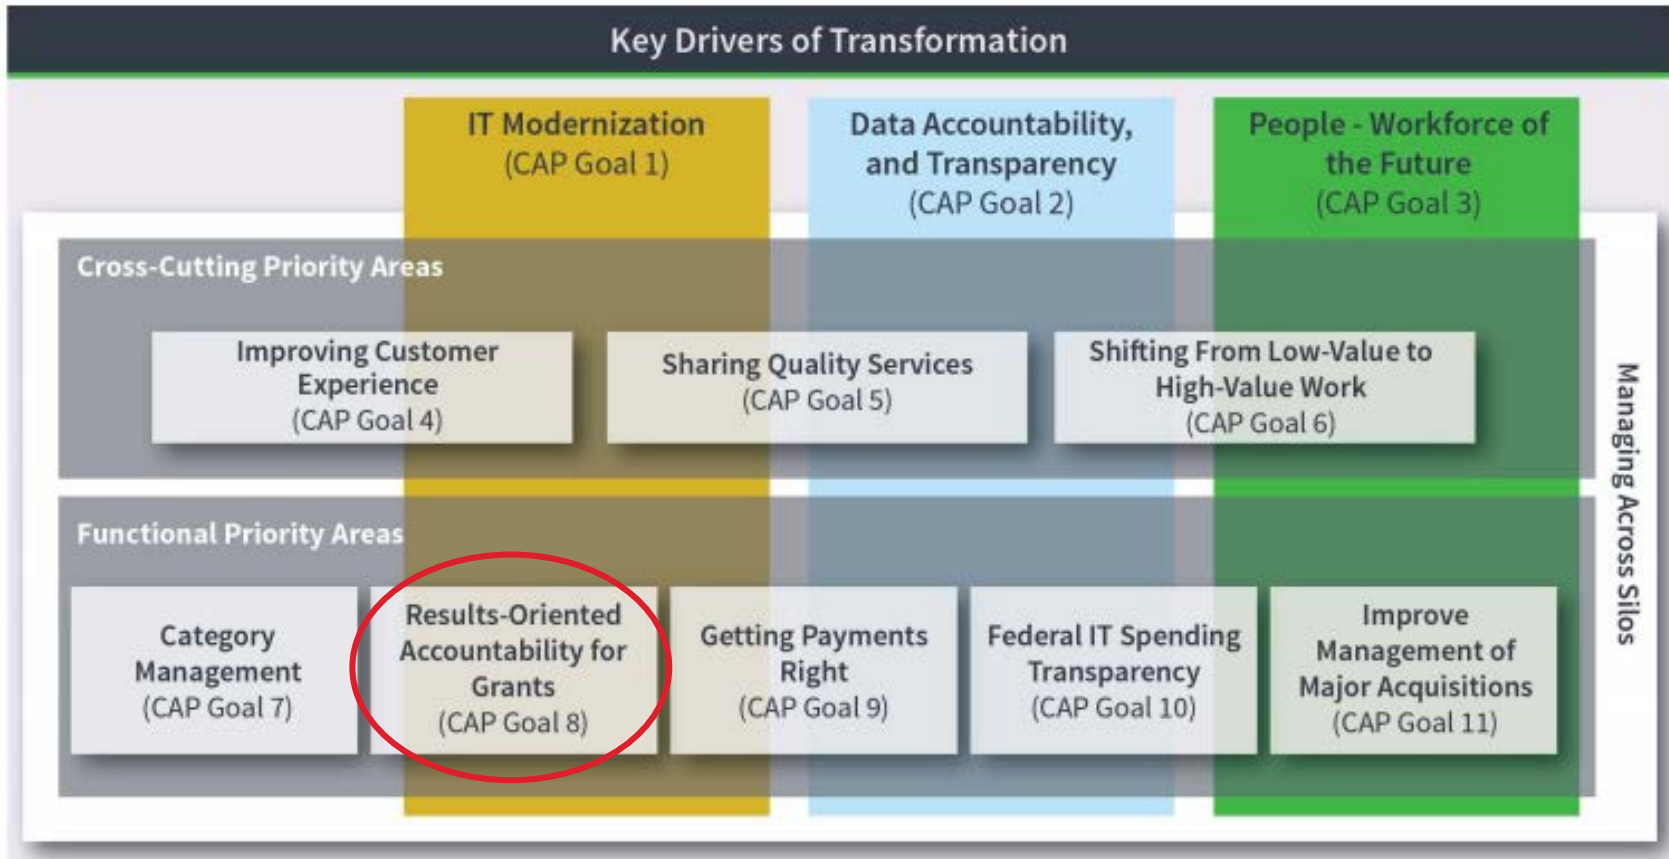 Key Drivers of Transformation
IT Modernization
(CAP Goal 1)
Data Accountability,
and Transparency
(CAP Goal 2)
People - Workforce of
the Future
(CAP Goal 3)
Cross-Cutting Priority Areas
Improving Customer
Experience
(CAP Goal 4)
Sharing Quality Services
(CAP Goal 5)
Shifting From Low-Value to
High-Value Work
(CAP Goal 6)
Functional Priority Areas
Category
Management
(CAP Goal 7)
Results-Oriented
Accountability for
Grants
(CAP Goal 8)
Getting Payments
Right
(CAP Goal 9)
Federal IT Spending
Transparency
(CAP Goal 10)
Improve
Management of
Major Acquisitions
(CAP Goal 11)
Managing Across Silos